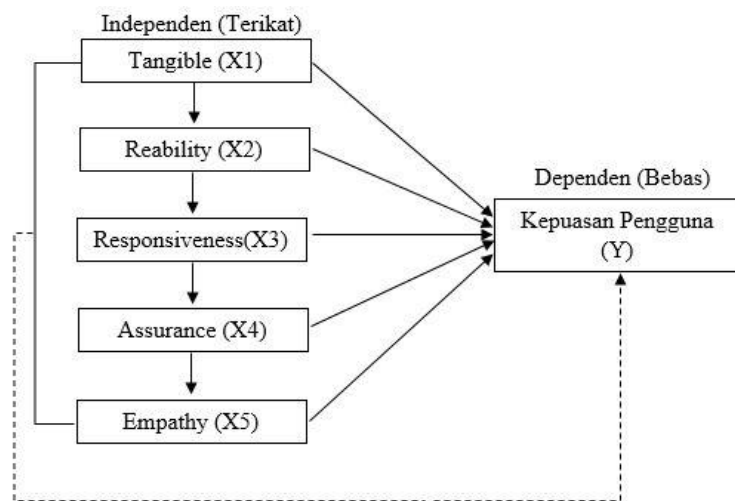 Independen (Terikat)
Tangible (X1)
Reability (X2)
Responsiveness(X3)
Assurance (X4)
Empathy (X5)
Dependen (Bebas)
Kepuasan Pengguna
(Y)